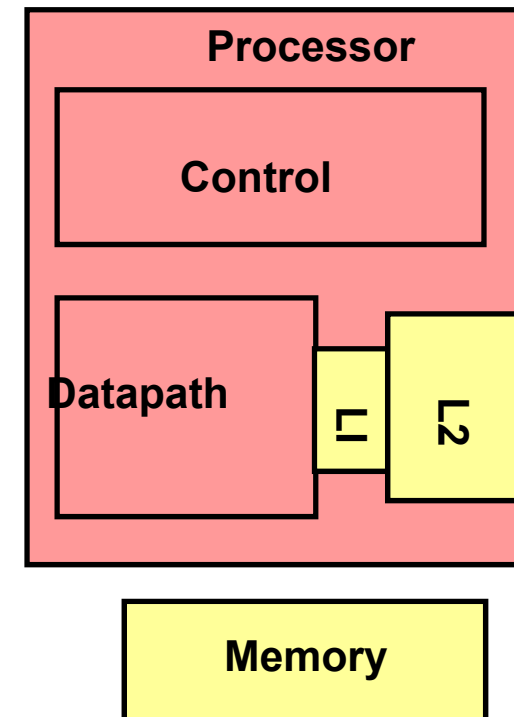 Processor
Control
Datapath
L1
L2
Memory